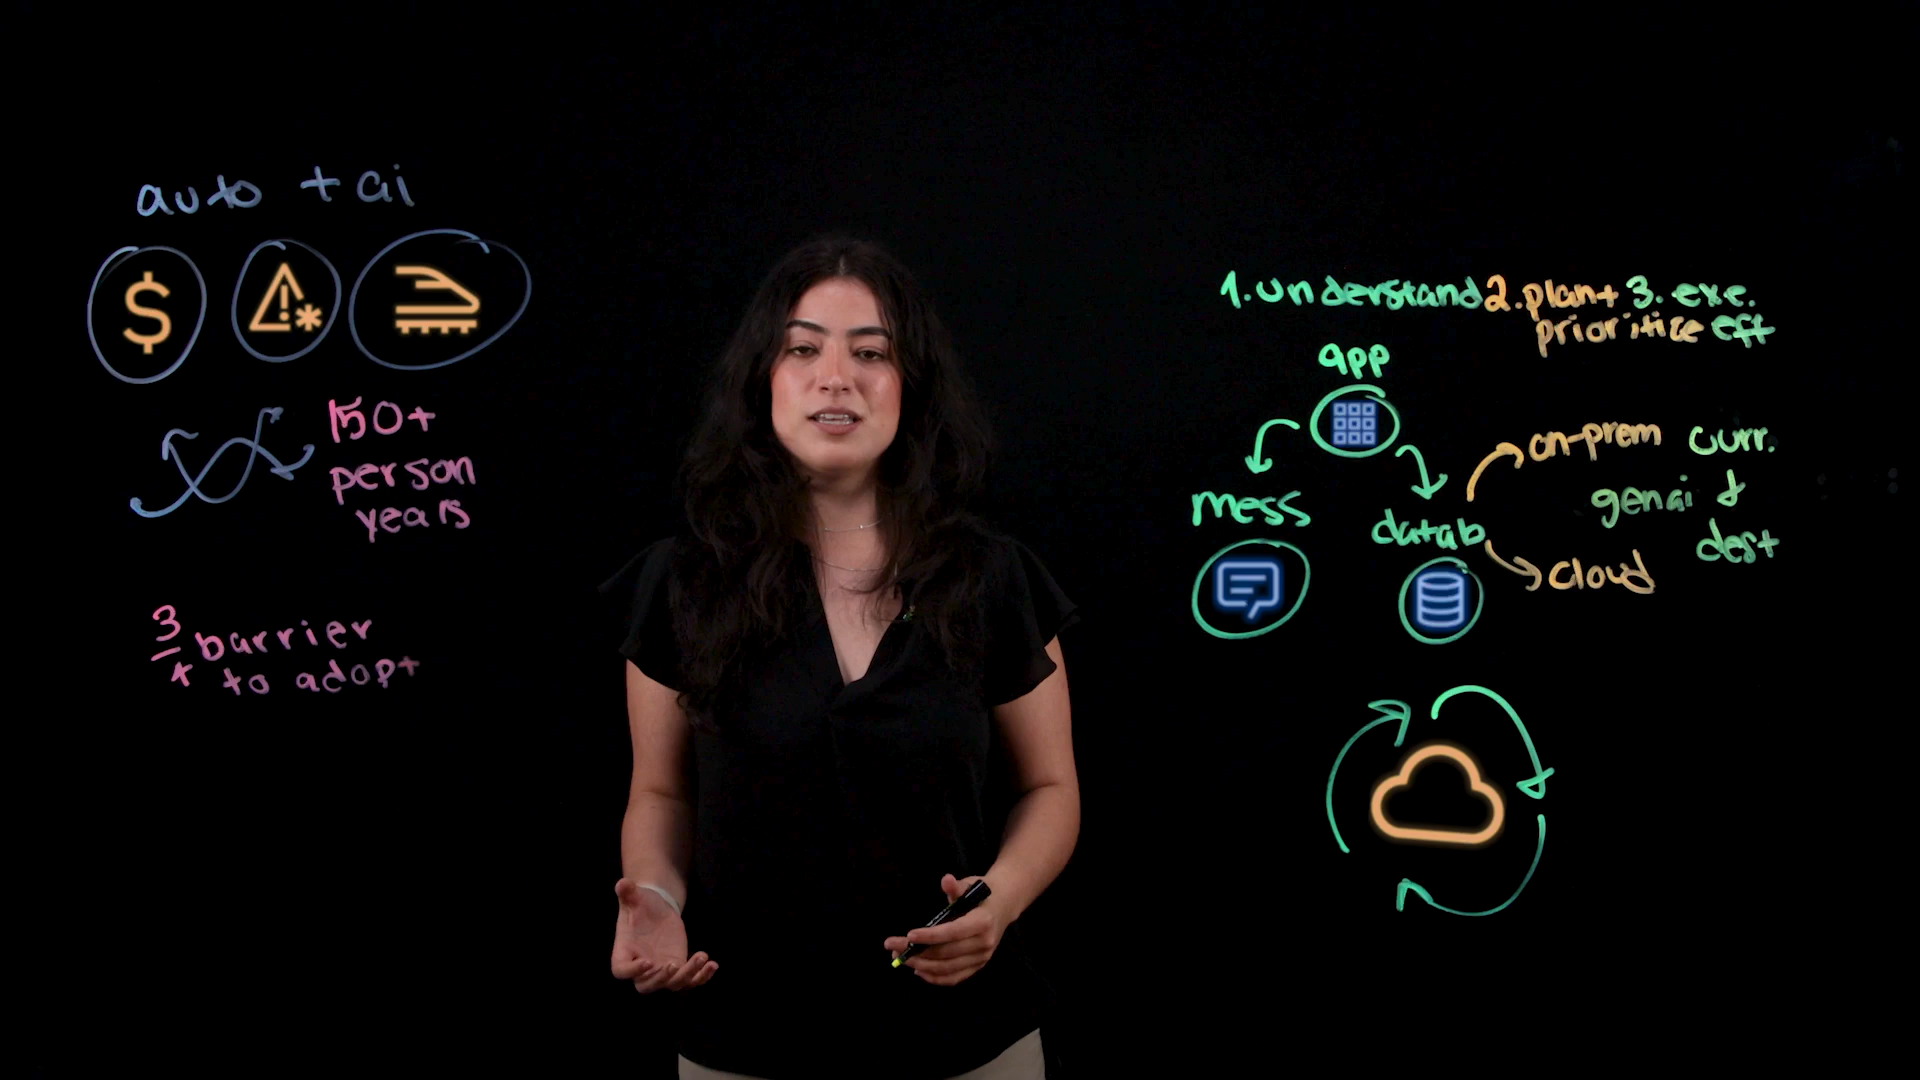 auto + ai
$
150+
person
years
3/4 barrier
to adopt
1. understand
2. plan +
prioritize
3. exe.
eff
app
mess
datab
on-prem
cloud
curr.
genai &
dest